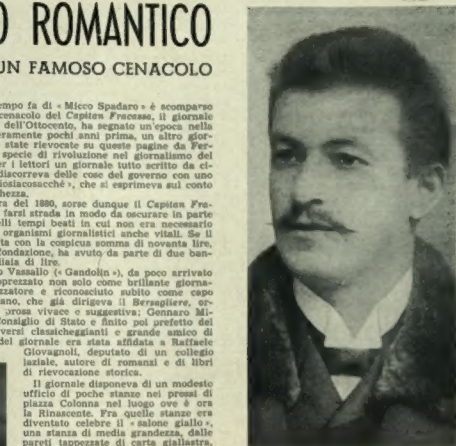 O ROMANTICO
UN FAMOSO CENACOLO
empo fa di « Micco Spadaro » è scomparso
cenacolo del Capitan Fracassa, il giornale
dell'Ottocento, ha segnato un'epoca nella
eramente pochi anni prima, un altro gior-
state rievocate su queste pagine da Fer-
specie di rivoluzione nel giornalismo del
er i lettori un giornale tutto scritto da ci-
discorreva delle cose del governo con uno
iosiacosacché », che si esprimeva sul conto
hezza.
ra del 1880, sorse dunque il Capitan Fra-
farsi strada in modo da oscurare in parte
elli tempi beati in cui non era necessario
organismi giornalistici anche vitali. Se il
ta con la cospicua somma di novanta lire,
fondazione, ha avuto da parte di due ban-
liaia di lire.
o Vassallo (« Gandolin »), da poco arrivato
pprezzato non solo come brillante giorna-
zzatore e riconosciuto subito come capo
ano, che già dirigeva il Bersagliere, or-
prosa vivace e suggestiva; Gennaro Mi-
onsiglio di Stato e finito poi prefetto del
versi classicheggianti e grande amico di
del giornale era stata affidata a Raffaele
Giovagnoli, deputato di un collegio
laziale, autore di romanzi e di libri
di rievocazione storica.
Il giornale disponeva di un modesto
ufficio di poche stanze nei pressi di
piazza Colonna nel luogo ove è ora
la Rinascente. Fra quelle stanze era
diventato celebre il « salone giallo »,
una stanza di media grandezza, dalle
pareti tappezzate di carta giallastra,